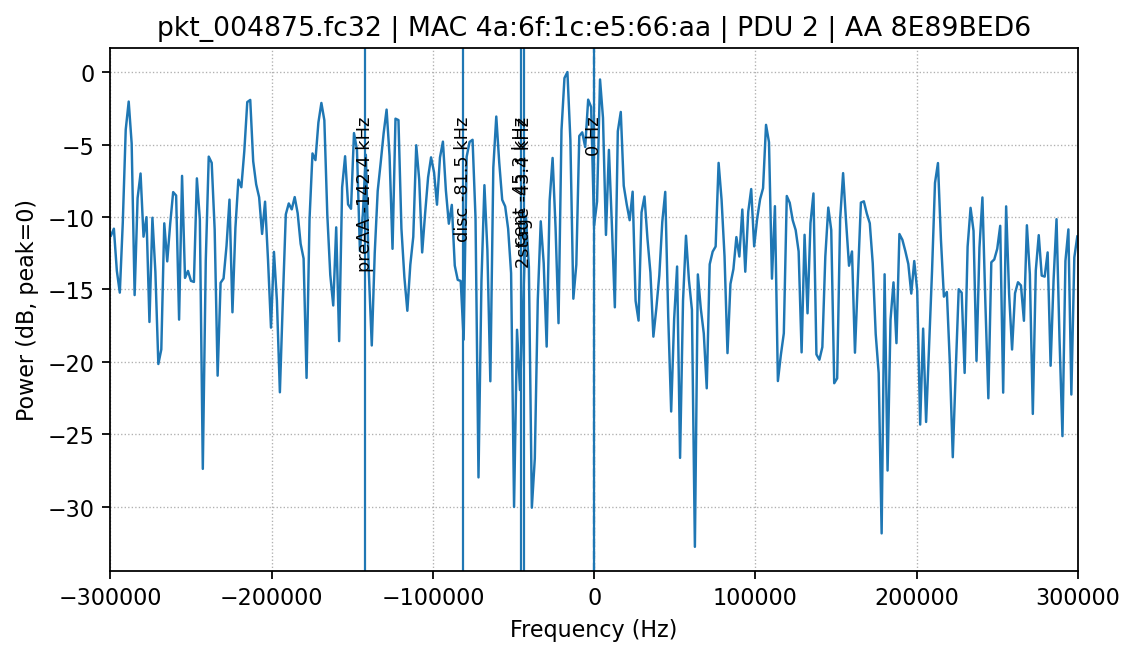 pkt_004875.fc32 | MAC 4a:6f:1c:e5:66:aa | PDU 2 | AA 8E89BED6
Power (dB, peak=0)
0
−5
−10
−15
−20
−25
−30
preAA -142.4 kHz
disc -81.5 kHz
0 Hz
−300000
−200000
−100000
0
100000
200000
300000
Frequency (Hz)